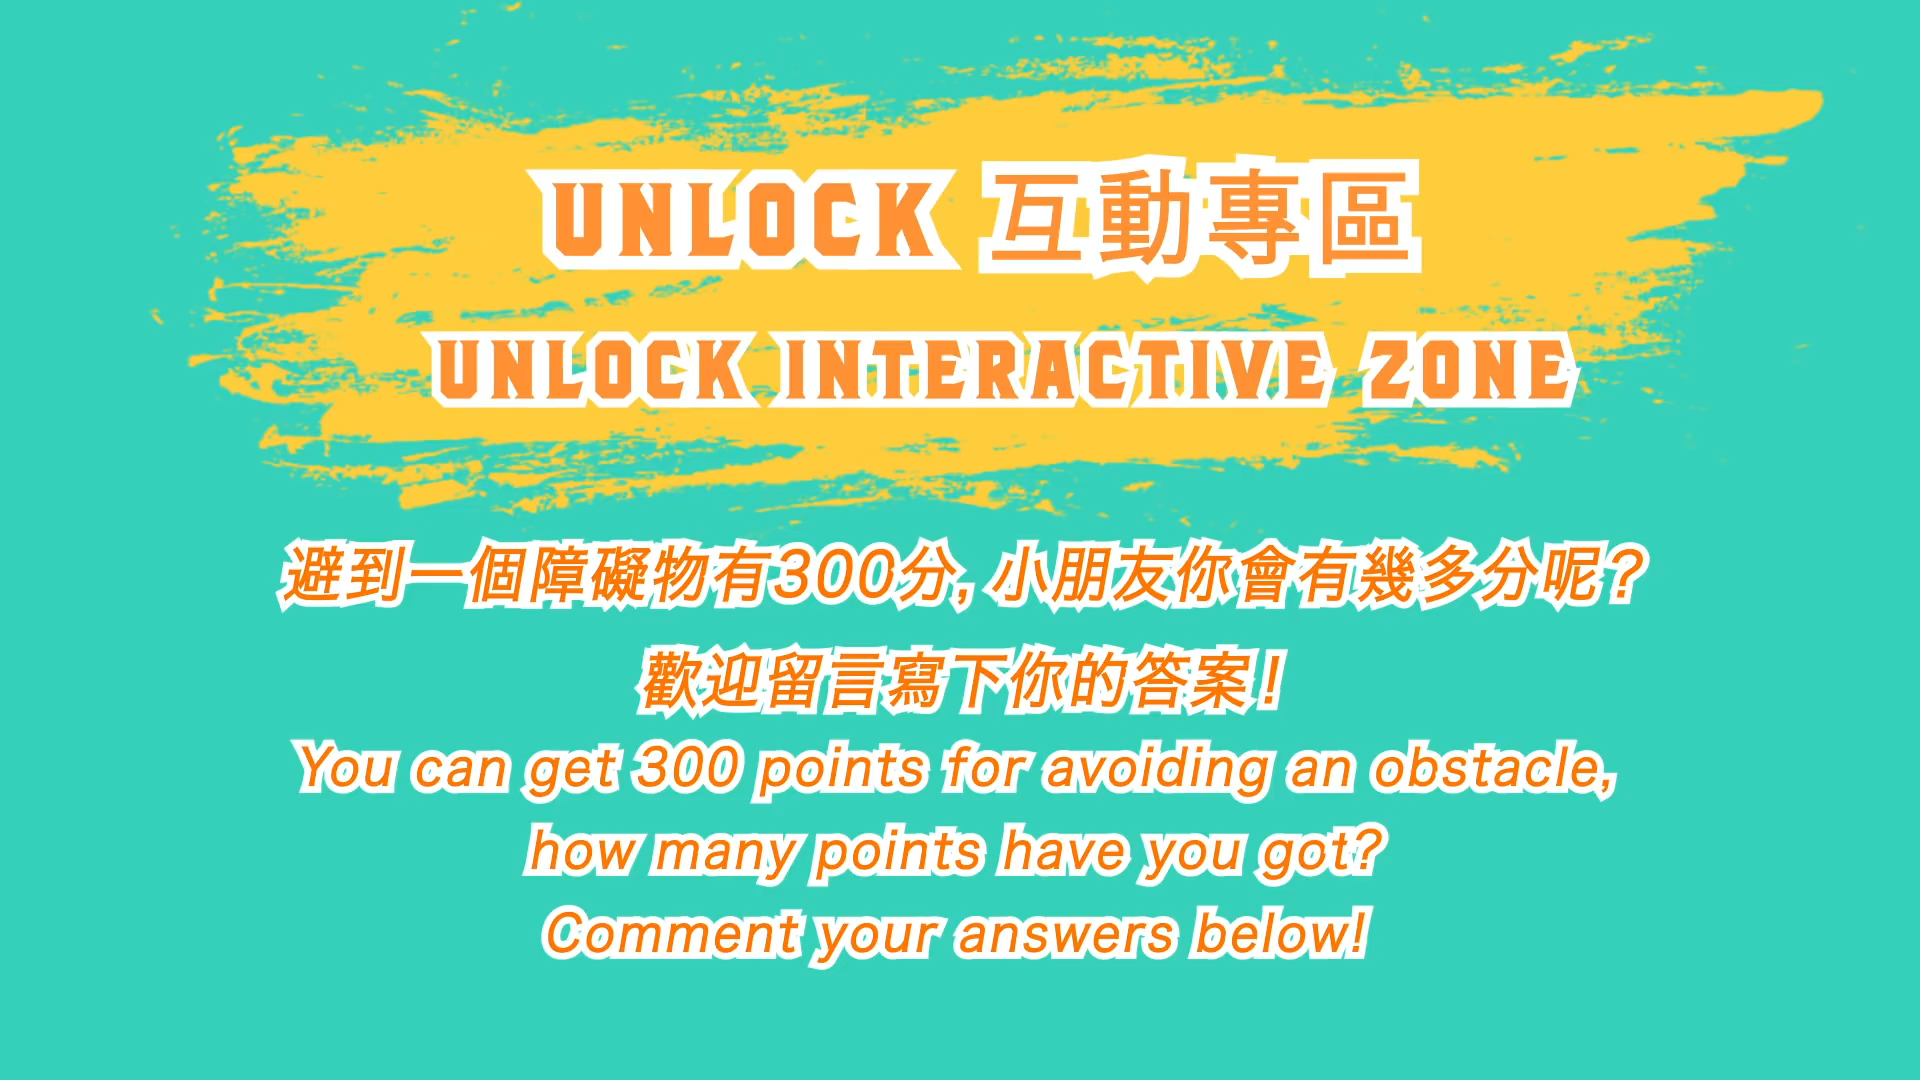 UNLOCK 互動專區
UNLOCK INTERACTIVE ZONE
避到一個障礙物有300分, 小朋友你會有幾多分呢?
歡迎留言寫下你的答案!
You can get 300 points for avoiding an obstacle,
how many points have you got?
Comment your answers below!